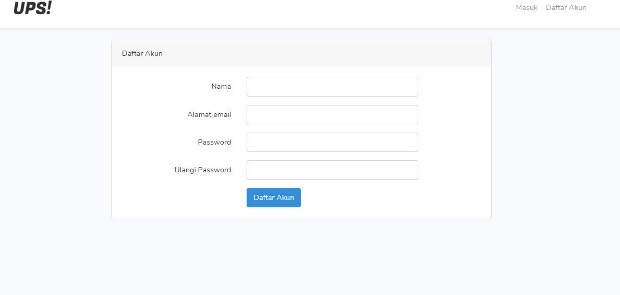 UPS!
Masuk Daftar Akun
Daftar Akun
Nama
Alamat email
Password
Ulangi Password
Daftar Akun